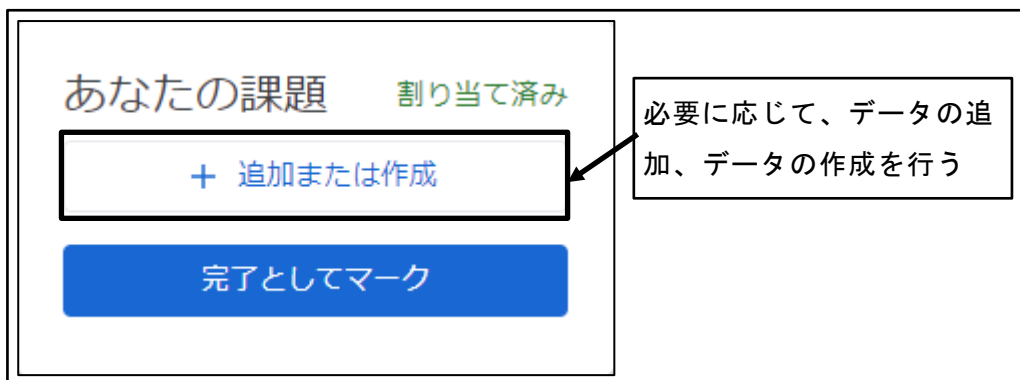 あなたの課題 割り当て済み
+ 追加または作成
完了としてマーク
必要に応じて、データの追
加、データの作成を行う